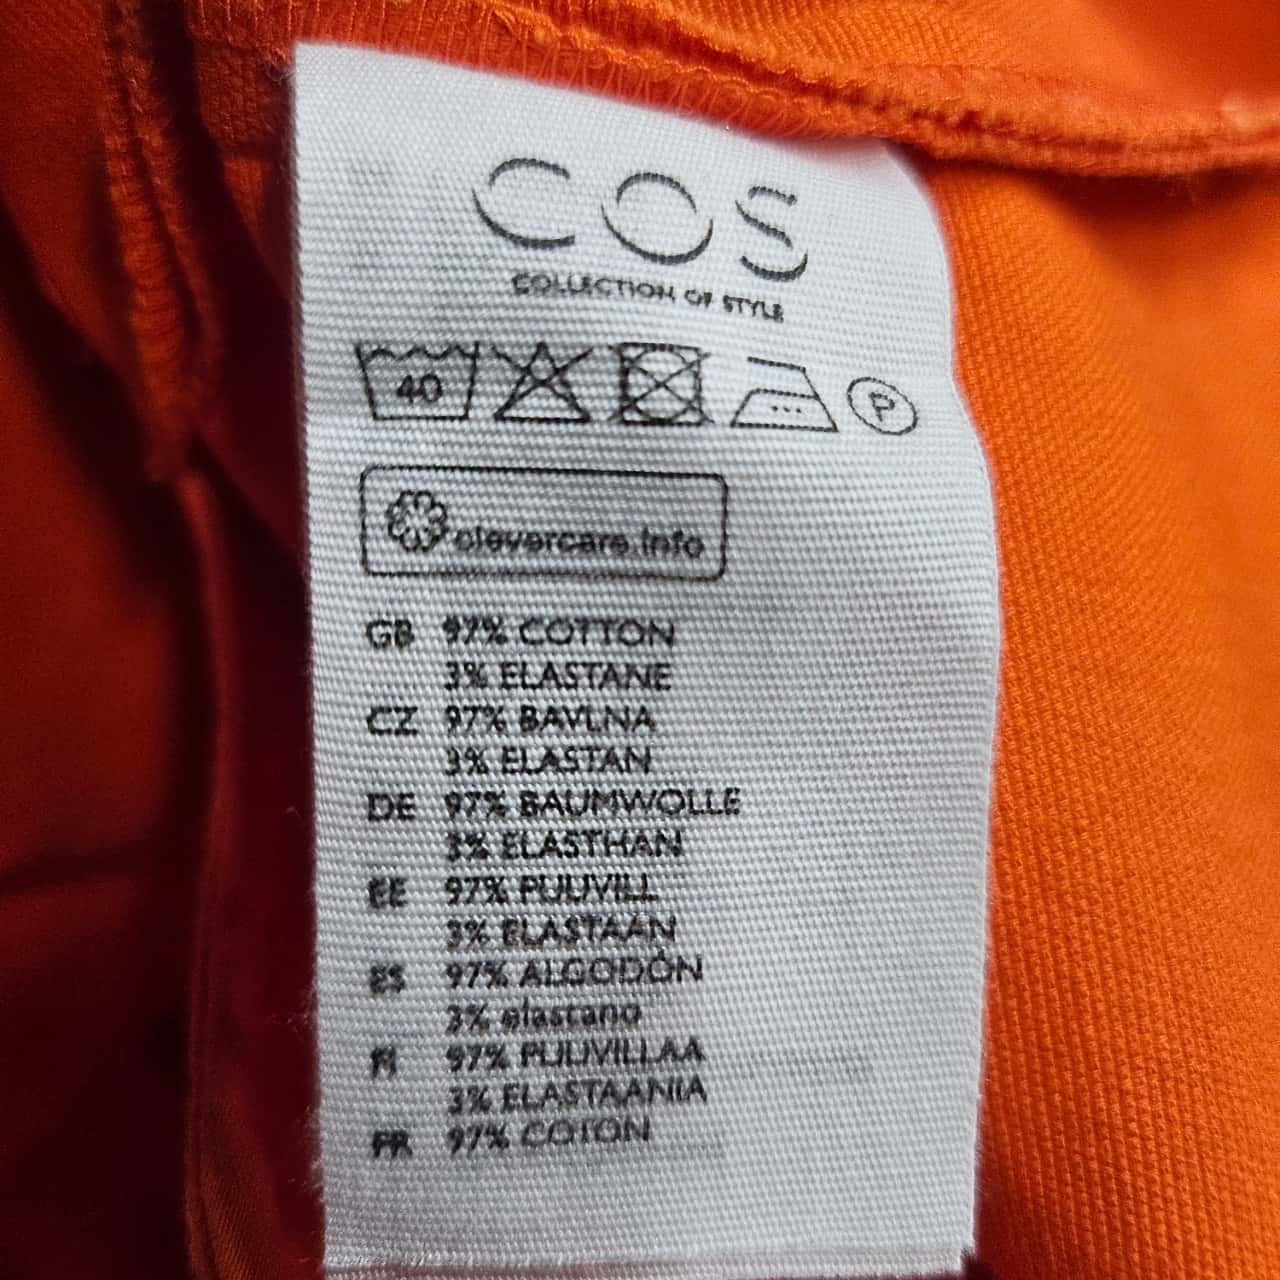 COS
COLLECTION OF STYLE
40 P
clevercare.info
GB 97% COTTON
3% ELASTANE
CZ 97% BAVLNA
3% ELASTAN
DE 97% BAUMWOLLE
3% ELASTHAN
EE 97% PUUVILL
3% ELASTAAN
ES 97% ALGODÓN
3% elastano
FI 97% PUUVILLAA
3% ELASTAANIA
FR 97% COTON